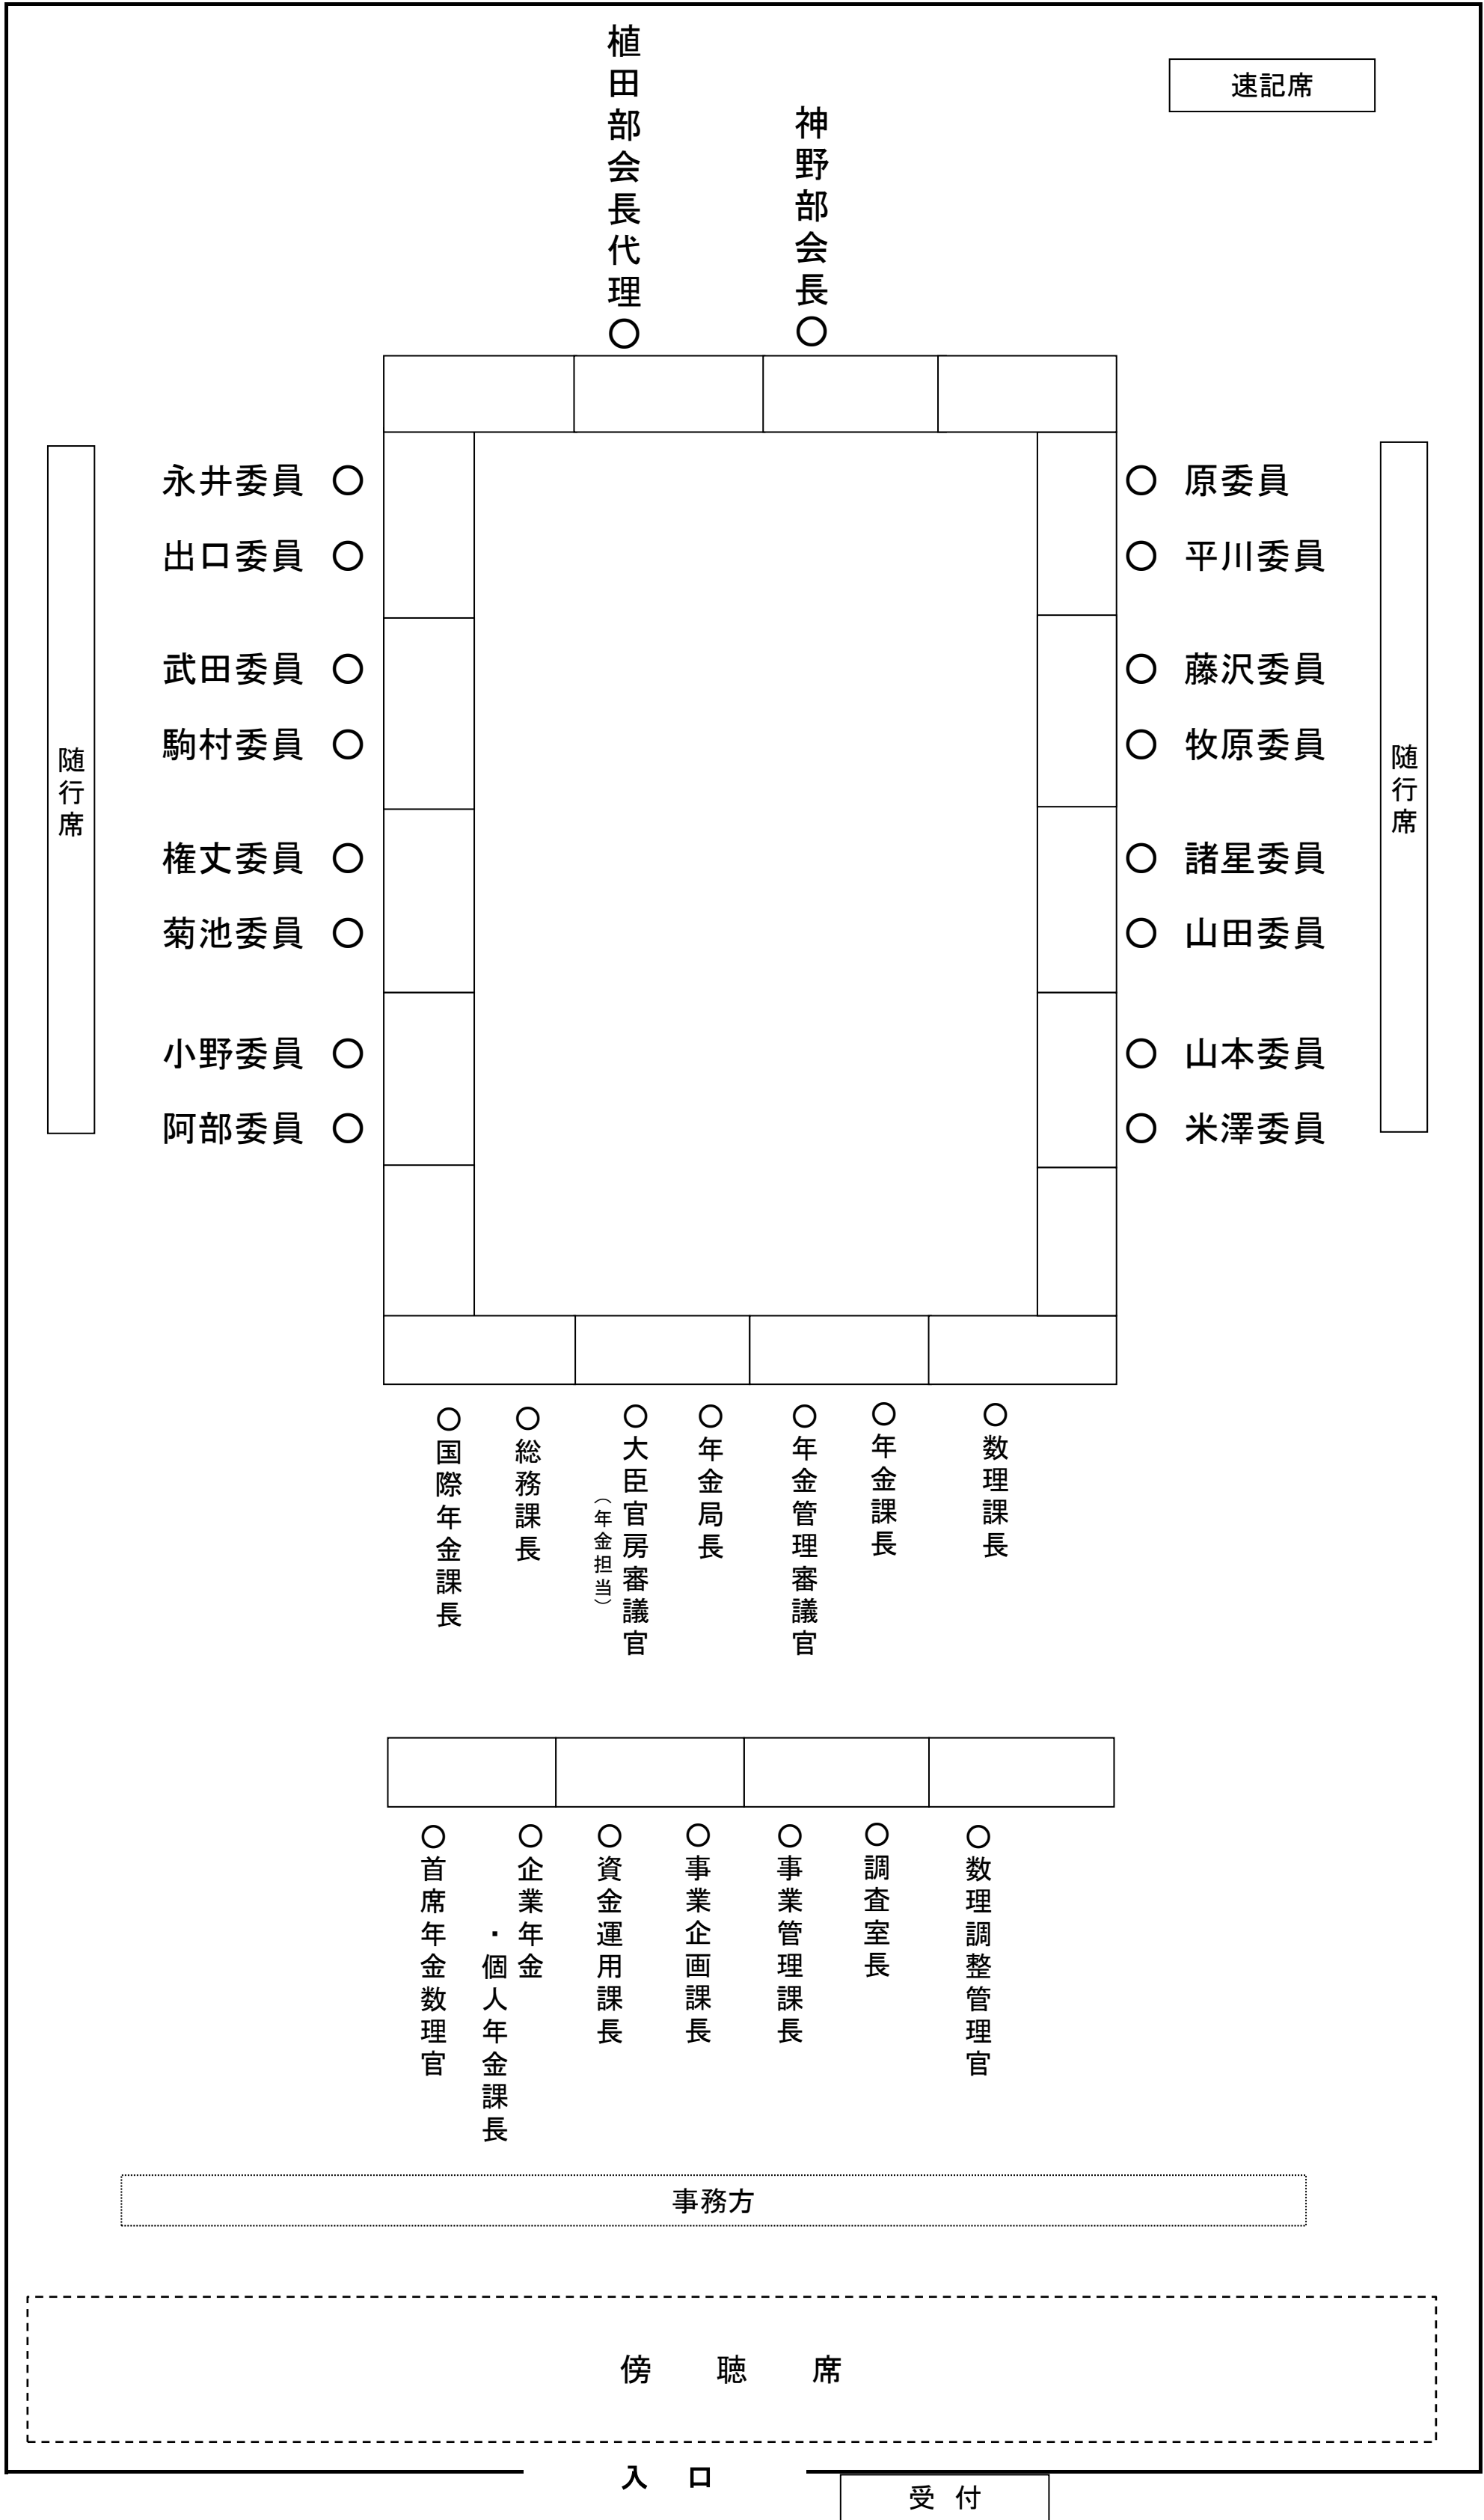 速記席
植田部会長代理○
神野部会長○
永井委員 ○
○ 原委員
出口委員 ○
○ 平川委員
武田委員 ○
○ 藤沢委員
駒村委員 ○
○ 牧原委員
随行席
随行席
権丈委員 ○
○ 諸星委員
菊池委員 ○
○ 山田委員
小野委員 ○
○ 山本委員
阿部委員 ○
○ 米澤委員
○国際年金課長
○総務課長
○大臣官房審議官
（年金担当）
○年金局長
○年金管理審議官
○年金課長
○数理課長
○首席年金数理官
○企業年金
・個人年金課長
○資金運用課長
○事業企画課長
○事業管理課長
○調査室長
○数理調整管理官
事務方
傍 聴 席
入 口
受 付